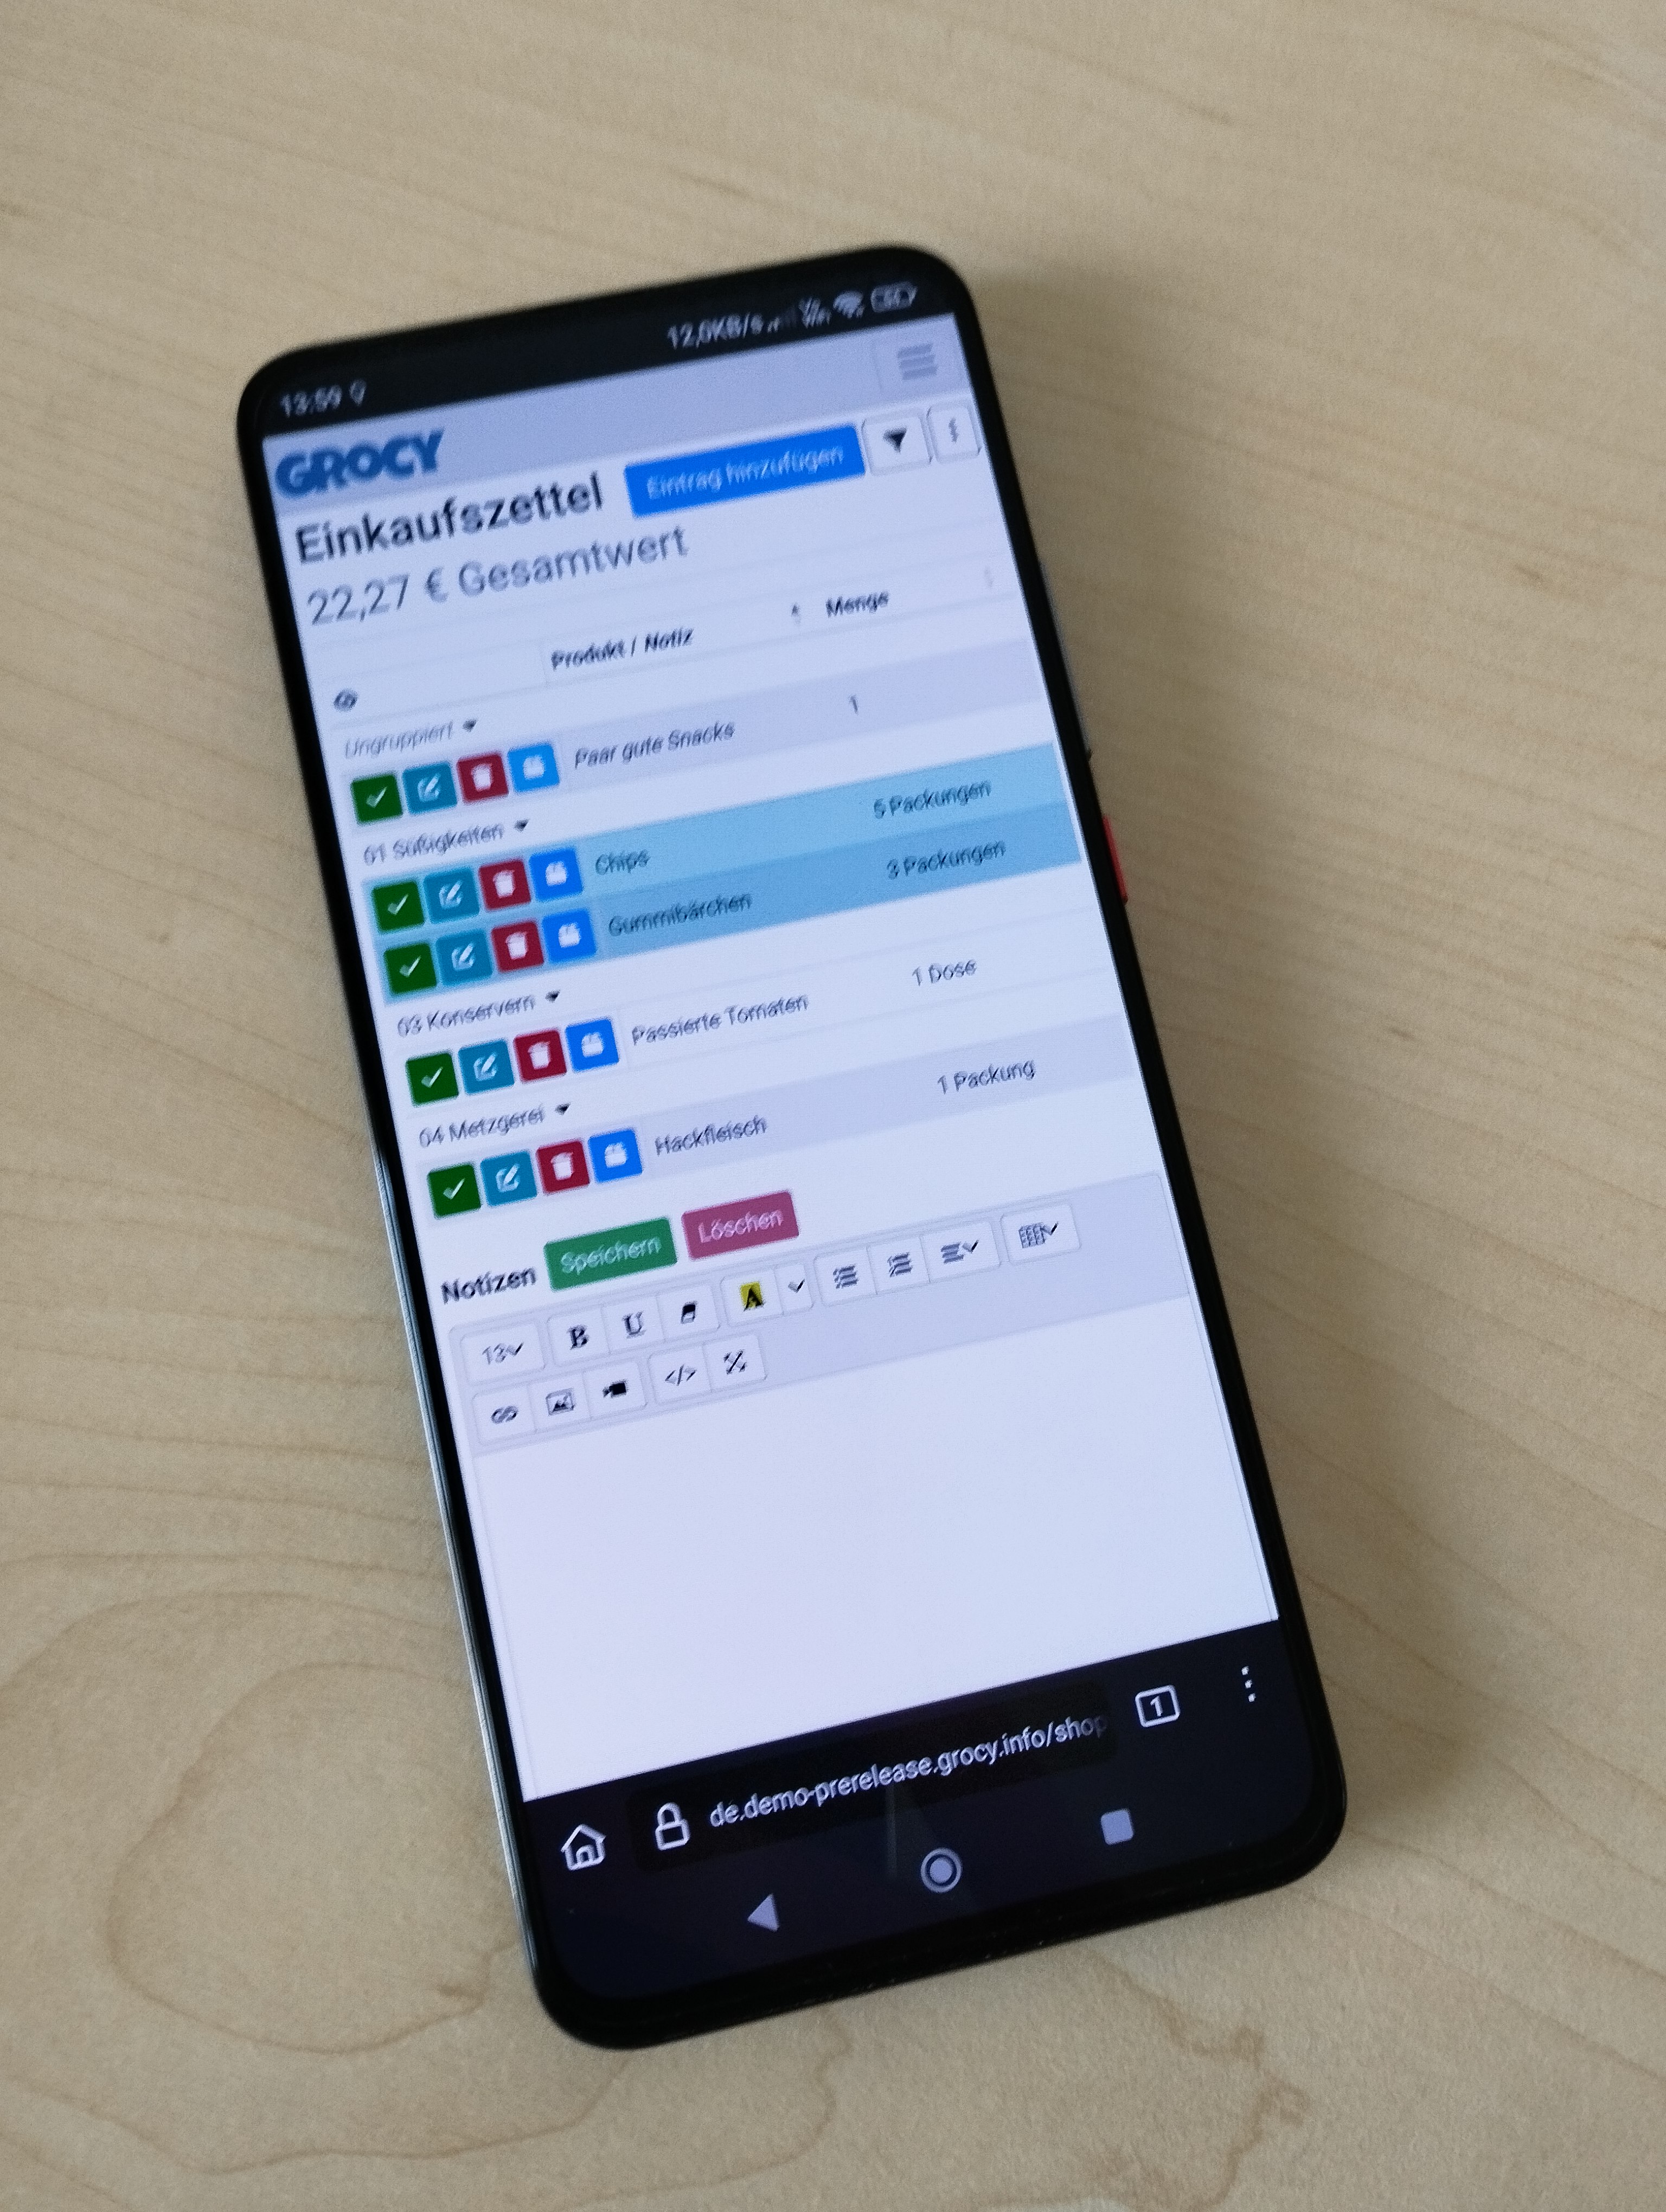 13:59
12,0KB/s
GROCY
Einkaufszettel
Eintrag hinzufügen
22,27 € Gesamtwert
Produkt / Notiz
Menge
Ungruppiert
Paar gute Snacks
1
01 Süßigkeiten
Chips
5 Packungen
Gummibärchen
3 Packungen
03 Konservern
Passierte Tomaten
1 Dose
04 Metzgerei
Hackfleisch
1 Packung
Notizen
Speichern
Löschen
13
B
U
A
</>
de.demo-prerelease.grocy.info/shop
1